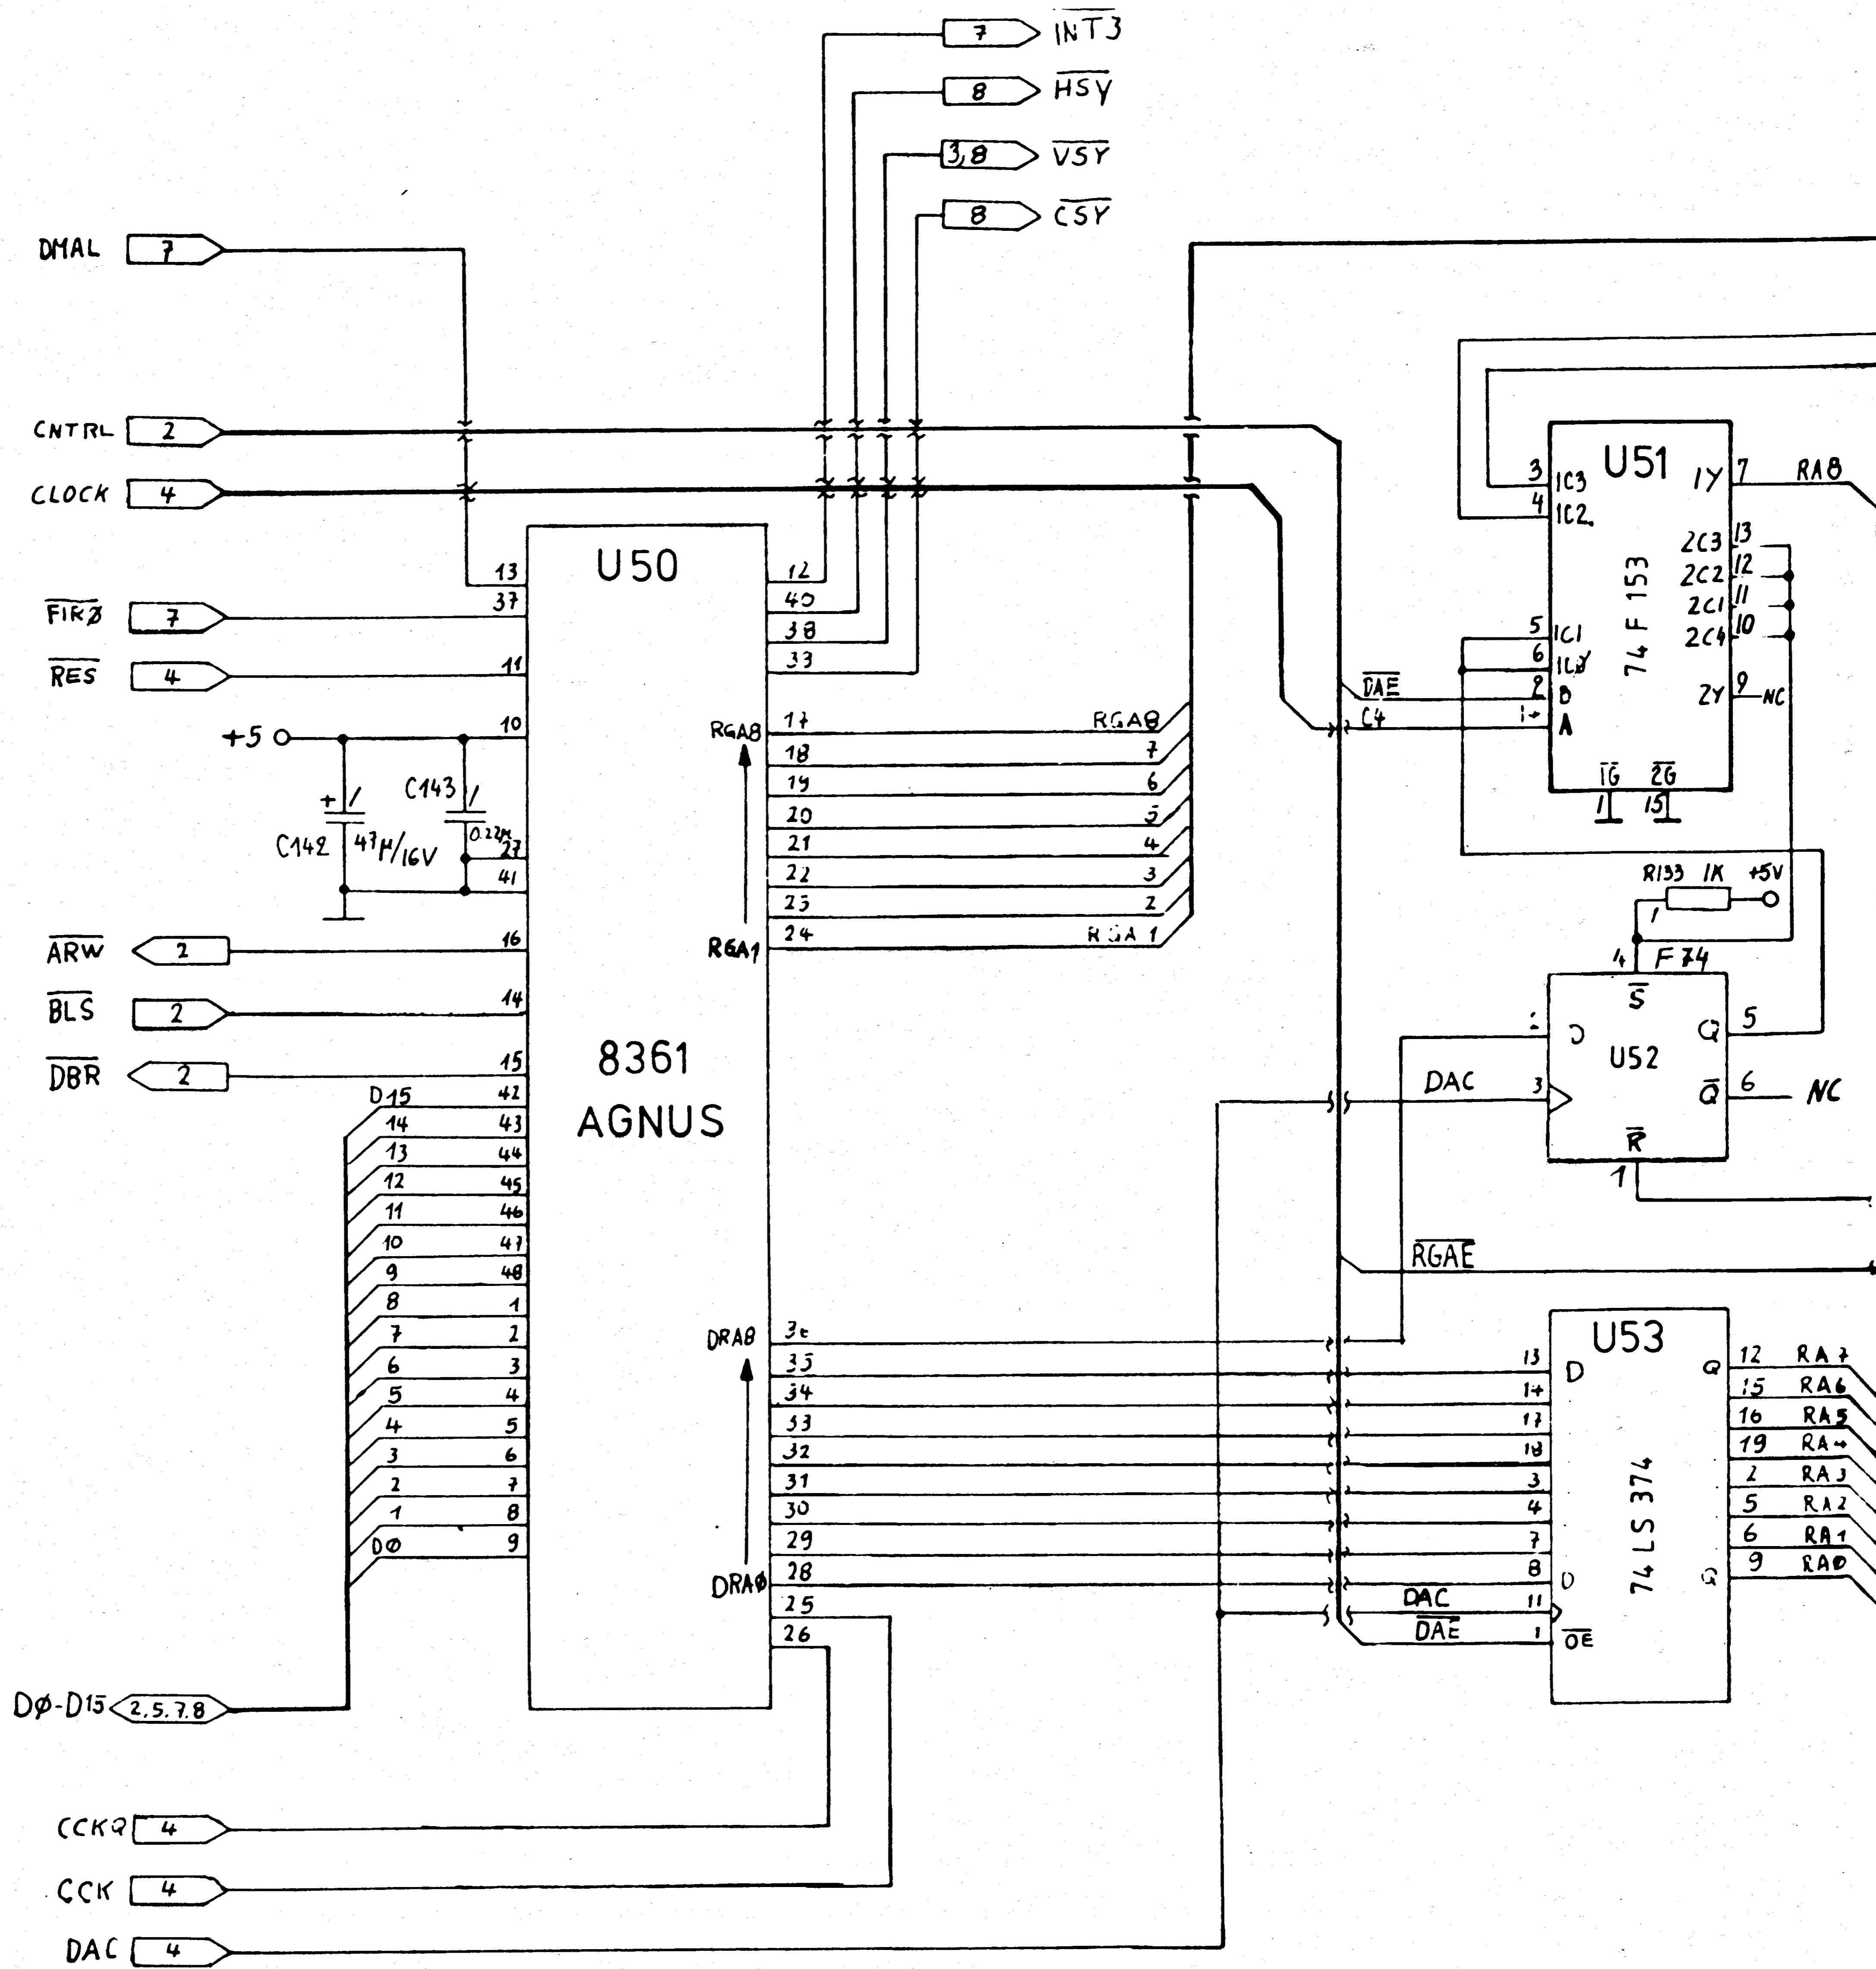 7 INT3
8 HSY
3,8 VSY
8 CSY
DMAL 7
CNTRL 2
CLOCK 4
FIRØ 7
RES 4
+5
C142 47µ/16V
C143 0.22µ
ARW 2
BLS 2
DBR 2
DØ-D15 2.5.7.8
CCKQ 4
CCK 4
DAC 4
U50
8361
AGNUS
13
37
11
10
27
41
16
14
15
D15 42
14 43
13 44
12 45
11 46
10 47
9 48
8 1
7 2
6 3
5 4
4 5
3 6
2 7
1 8
DØ 9
12
40
38
33
RGA8 17 RGA8
18 7
19 6
20 5
21 4
22 3
23 2
RGA1 24 RGA1
DRA8
35
34
33
32
31
30
29
DRAØ 28
25
26
U51
74F153
3 1C3
4 1C2
5 1C1
6 1CØ
DAE 2 B
C4 A
1Y 7 RA8
2C3 13
2C2 12
2C1 11
2C4 10
2Y 9 NC
1G 2G
1 15
R133 1K +5V
4 F74
S
D Q 5
U52
DAC 3
Q 6 NC
R
1
RGAE
U53
74LS374
13 D Q 12 RA7
14 15 RA6
17 16 RA5
18 19 RA4
3 2 RA3
4 5 RA2
7 6 RA1
8 D Q 9 RA0
DAC 11
DAE 1 OE